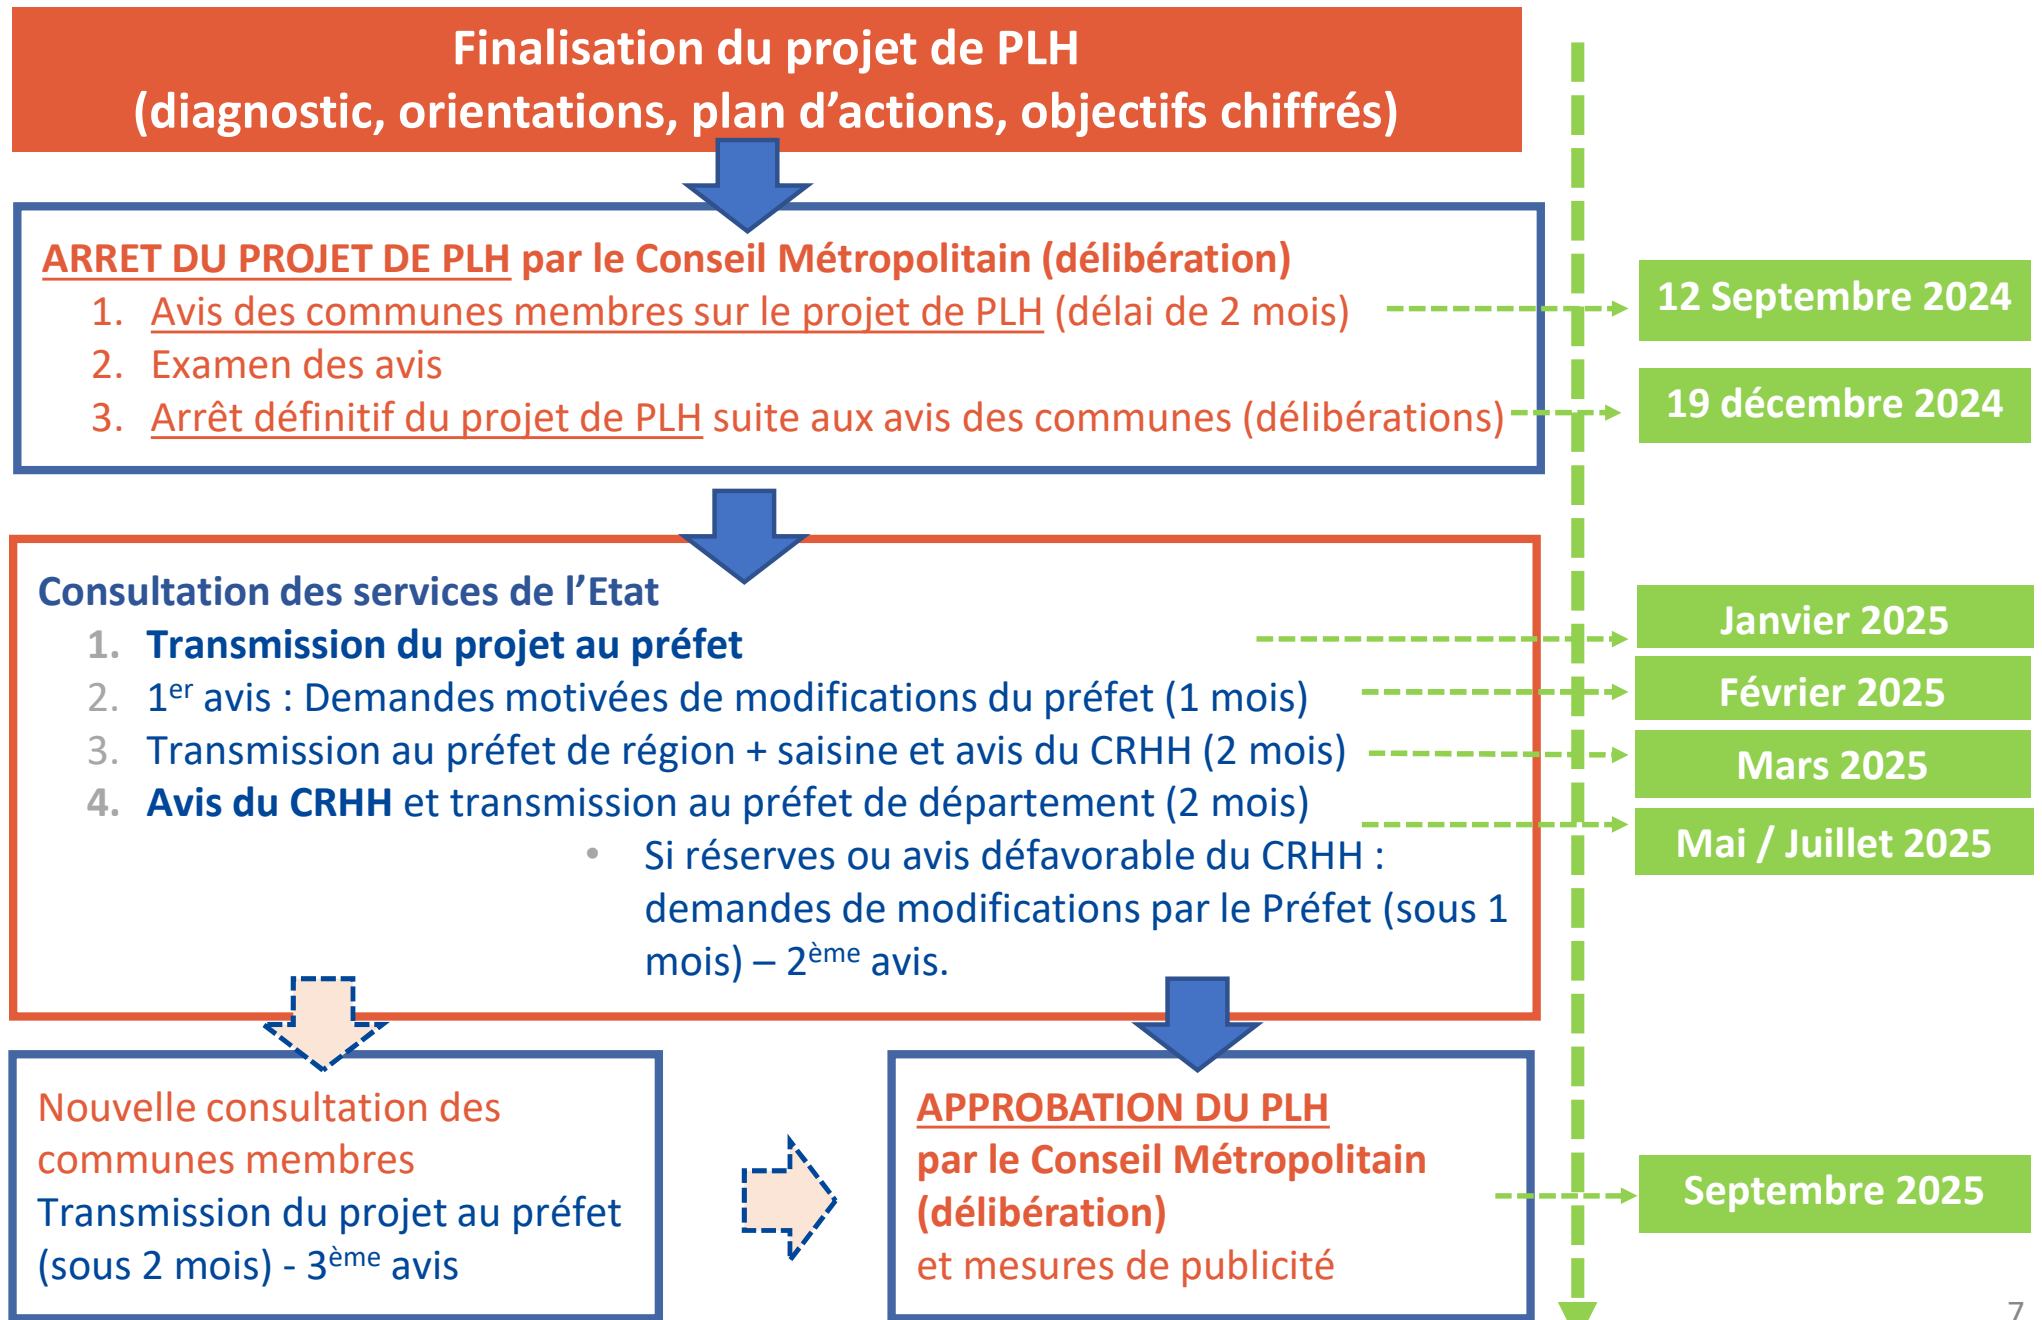 Finalisation du projet de PLH
(diagnostic, orientations, plan d’actions, objectifs chiffrés)
ARRET DU PROJET DE PLH par le Conseil Métropolitain (délibération)
1. Avis des communes membres sur le projet de PLH (délai de 2 mois)
12 Septembre 2024
2. Examen des avis
3. Arrêt définitif du projet de PLH suite aux avis des communes (délibérations)
19 décembre 2024
Consultation des services de l’Etat
1. Transmission du projet au préfet
Janvier 2025
2. 1er avis : Demandes motivées de modifications du préfet (1 mois)
Février 2025
3. Transmission au préfet de région + saisine et avis du CRHH (2 mois)
Mars 2025
4. Avis du CRHH et transmission au préfet de département (2 mois)
Mai / Juillet 2025
• Si réserves ou avis défavorable du CRHH :
demandes de modifications par le Préfet (sous 1
mois) – 2ème avis.
Nouvelle consultation des
communes membres
Transmission du projet au préfet
(sous 2 mois) - 3ème avis
APPROBATION DU PLH
par le Conseil Métropolitain
(délibération)
et mesures de publicité
Septembre 2025
7